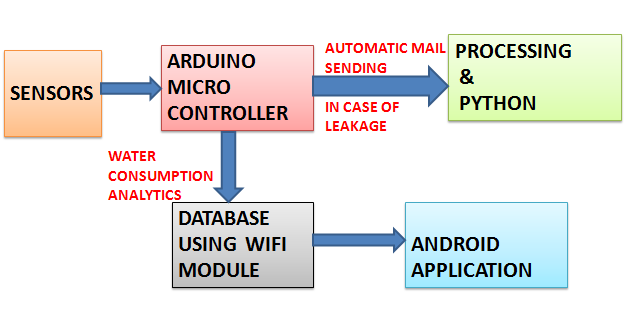 SENSORS
ARDUINO
MICRO
CONTROLLER
AUTOMATIC MAIL
SENDING
IN CASE OF
LEAKAGE
PROCESSING
&
PYTHON
WATER
CONSUMPTION
ANALYTICS
DATABASE
USING WIFI
MODULE
ANDROID
APPLICATION